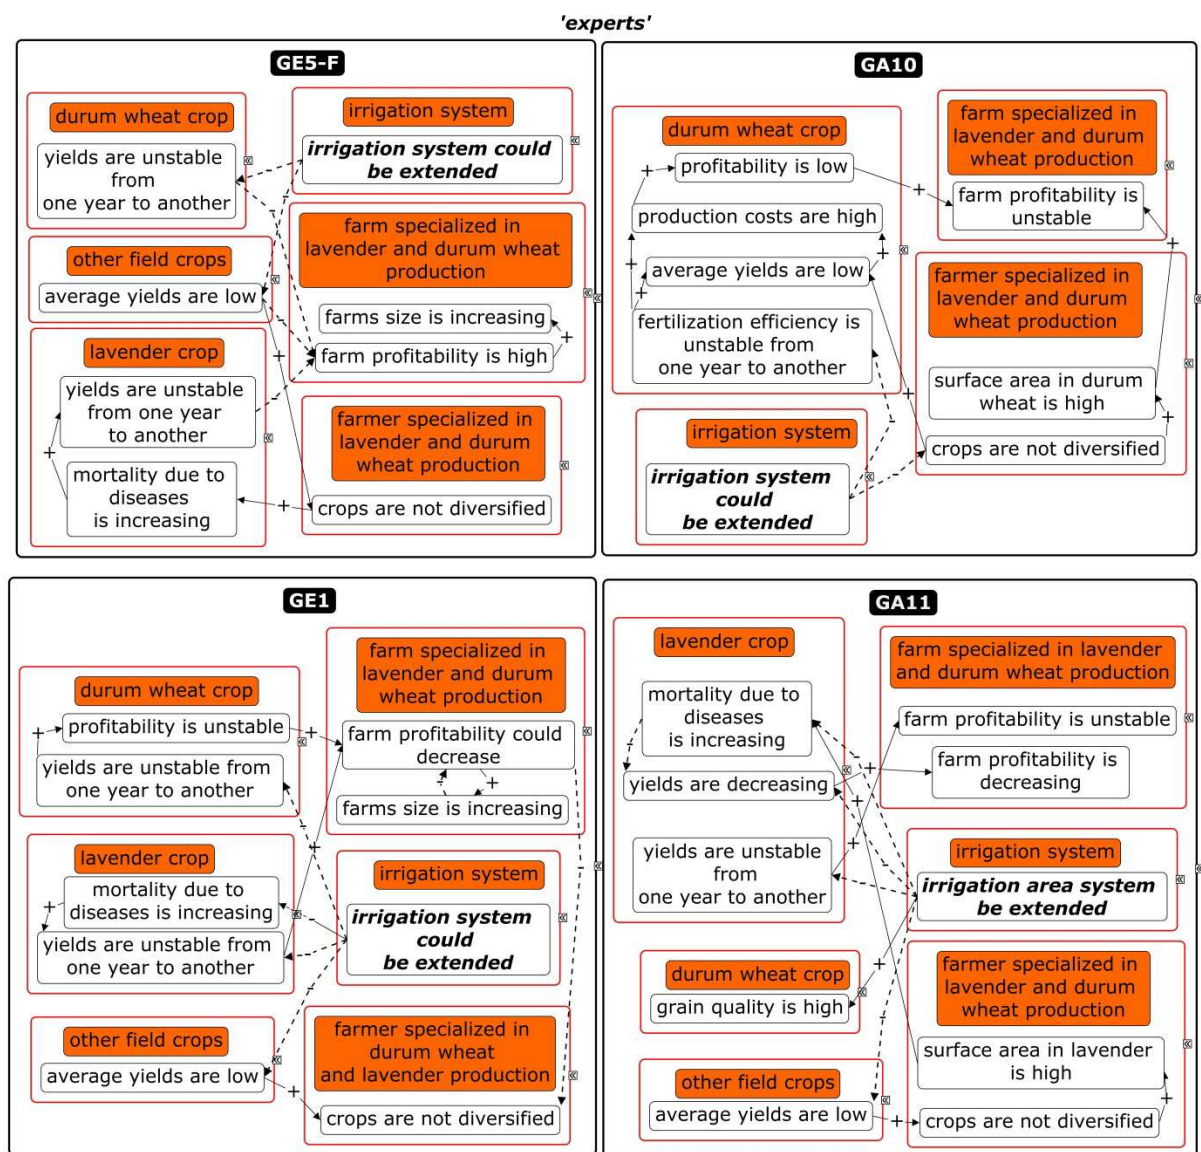 'experts'
GE5-F
durum wheat crop
yields are unstable
from
one year to another
irrigation system
irrigation system could
be extended
other field crops
average yields are low
farm specialized in
lavender and durum wheat
production
farms size is increasing
farm profitability is high
lavender crop
yields are unstable
from one year
to another
mortality due to
diseases
is increasing
farmer specialized in
lavender and durum
wheat production
crops are not diversified
GA10
durum wheat crop
profitability is low
production costs are high
average yields are low
fertilization efficiency is
unstable from
one year to another
farm specialized in
lavender and durum
wheat production
farm profitability is
unstable
farmer specialized in
lavender and durum
wheat production
surface area in durum
wheat is high
crops are not diversified
irrigation system
irrigation system
could
be extended
GE1
durum wheat crop
profitability is unstable
yields are unstable from
one year to another
farm specialized in
lavender and durum
wheat production
farm profitability could
decrease
farms size is increasing
lavender crop
mortality due to
diseases is increasing
yields are unstable from
one year to another
irrigation system
irrigation system
could
be extended
other field crops
average yields are low
farmer specialized in
durum wheat
and lavender production
crops are not diversified
GA11
lavender crop
mortality due to
diseases
is increasing
yields are decreasing
yields are unstable
from
one year to another
farm specialized in lavender
and durum wheat production
farm profitability is unstable
farm profitability is
decreasing
irrigation system
irrigation area system
be extended
durum wheat crop
grain quality is high
farmer specialized in
lavender and durum
wheat production
surface area in lavender
is high
crops are not diversified
other field crops
average yields are low